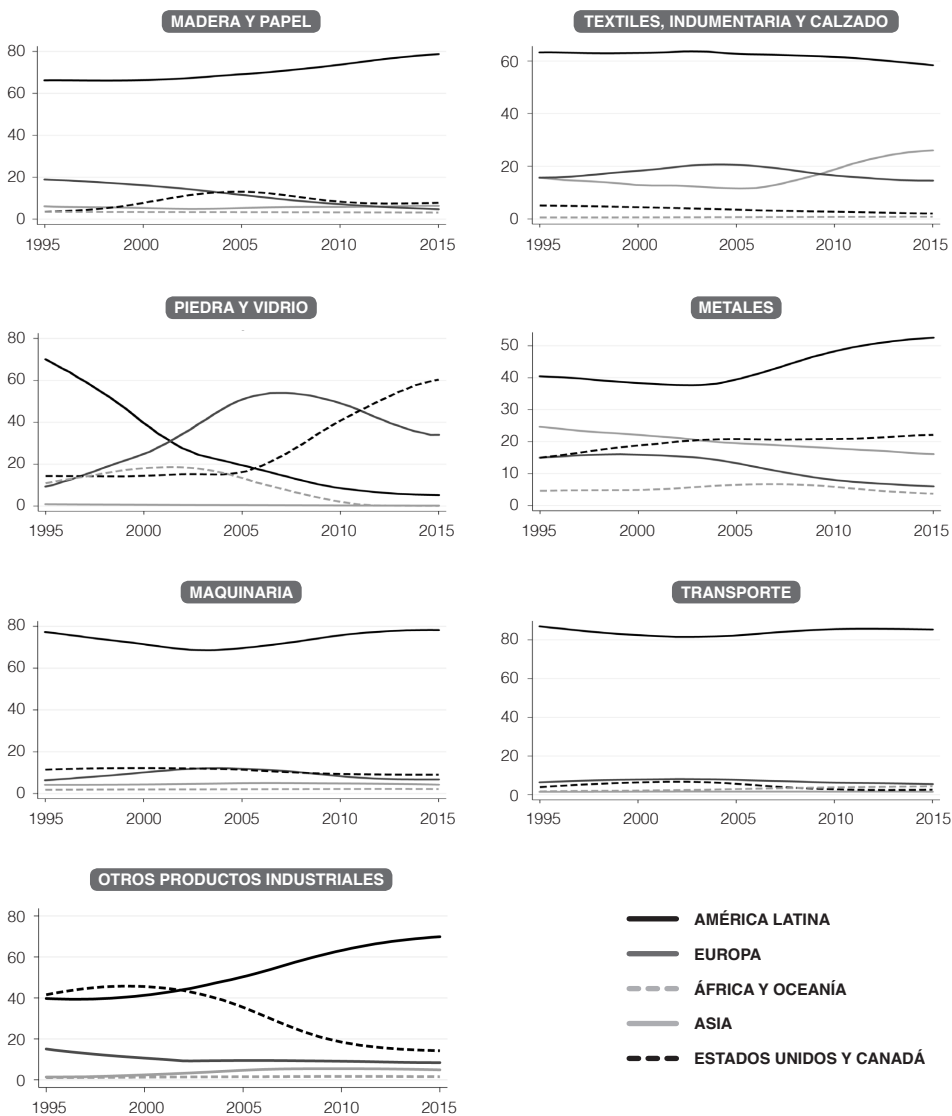 MADERA Y PAPEL
80
60
40
20
0
1995 2000 2005 2010 2015
TEXTILES, INDUMENTARIA Y CALZADO
60
40
20
0
1995 2000 2005 2010 2015
PIEDRA Y VIDRIO
80
60
40
20
0
1995 2000 2005 2010 2015
METALES
50
40
30
20
10
0
1995 2000 2005 2010 2015
MAQUINARIA
80
60
40
20
0
1995 2000 2005 2010 2015
TRANSPORTE
80
60
40
20
0
1995 2000 2005 2010 2015
OTROS PRODUCTOS INDUSTRIALES
80
60
40
20
0
1995 2000 2005 2010 2015
AMÉRICA LATINA
EUROPA
ÁFRICA Y OCEANÍA
ASIA
ESTADOS UNIDOS Y CANADÁ